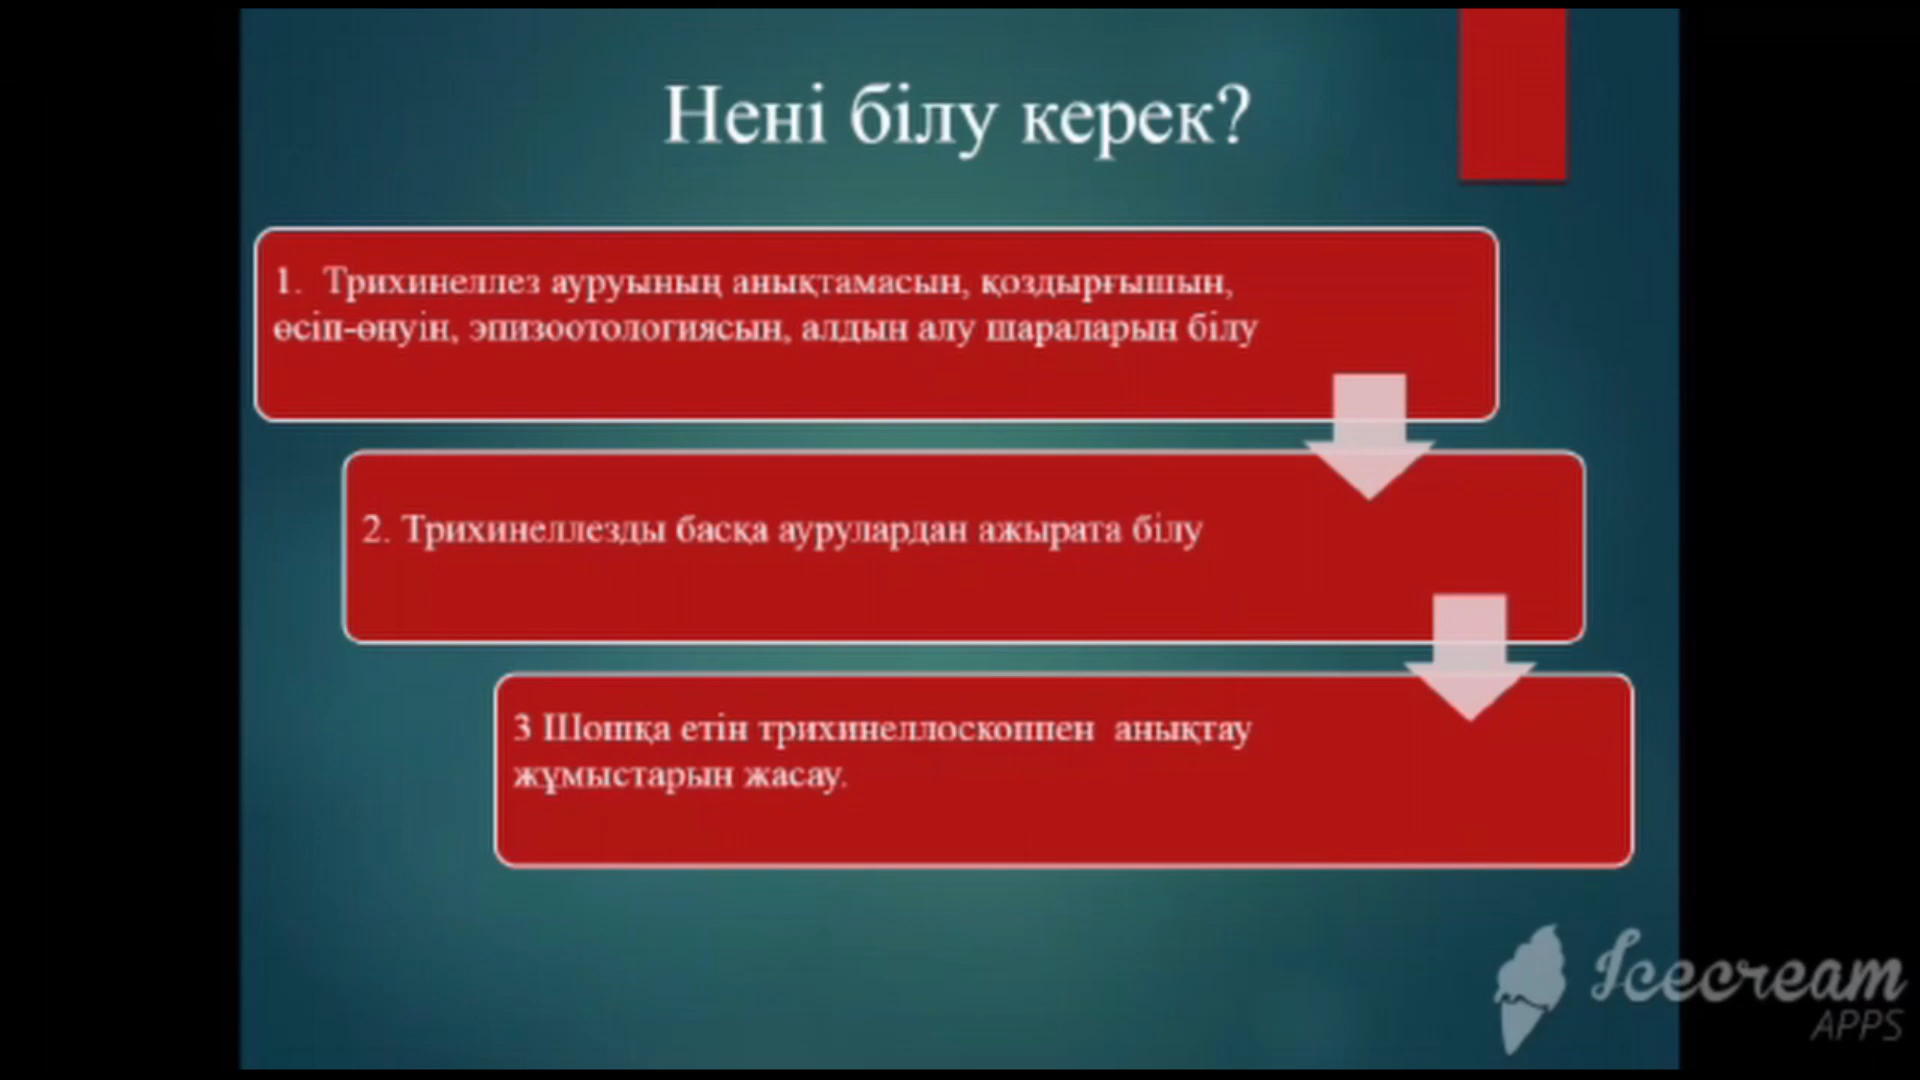 Нені білу керек?
1. Трихинеллез ауруының анықтамасын, қоздырғышын,
өсіп-өнуін, эпизоотологиясын, алдын алу шараларын білу
2. Трихинеллезды басқа аурулардан ажырата білу
3 Шошқа етін трихинеллоскоппен анықтау
жұмыстарын жасау.
Icecream
APPS